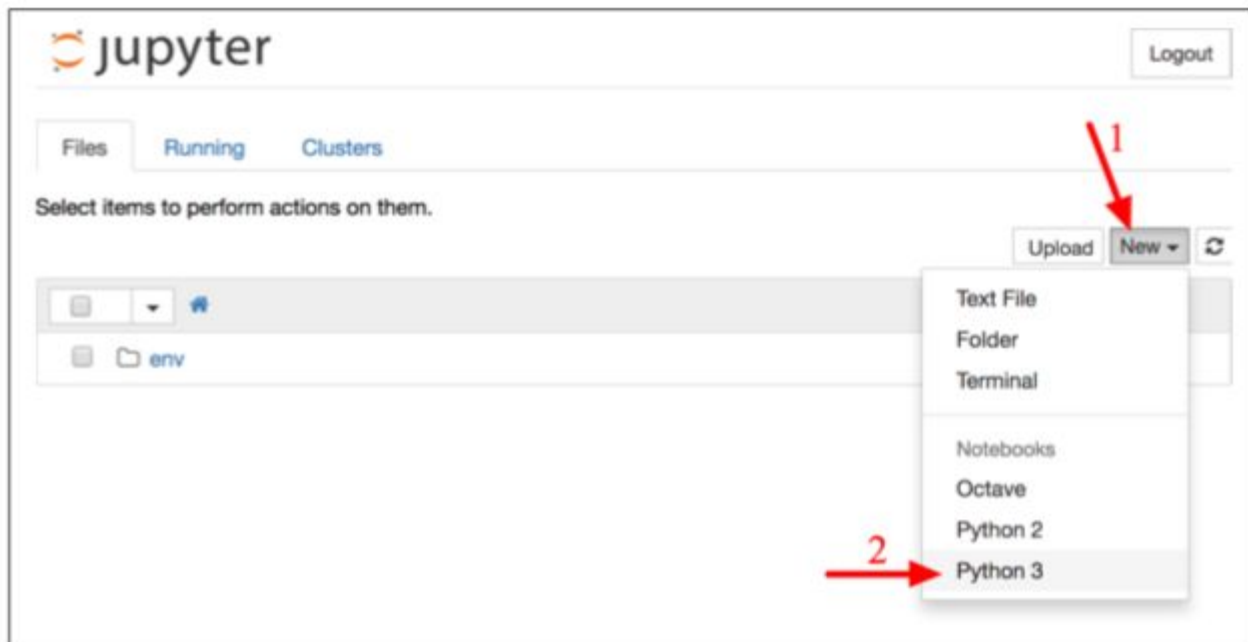 jupyter
Logout
Files Running Clusters
1
Select items to perform actions on them.
Upload New
Text File
Folder
Terminal
env
Notebooks
Octave
Python 2
2
Python 3